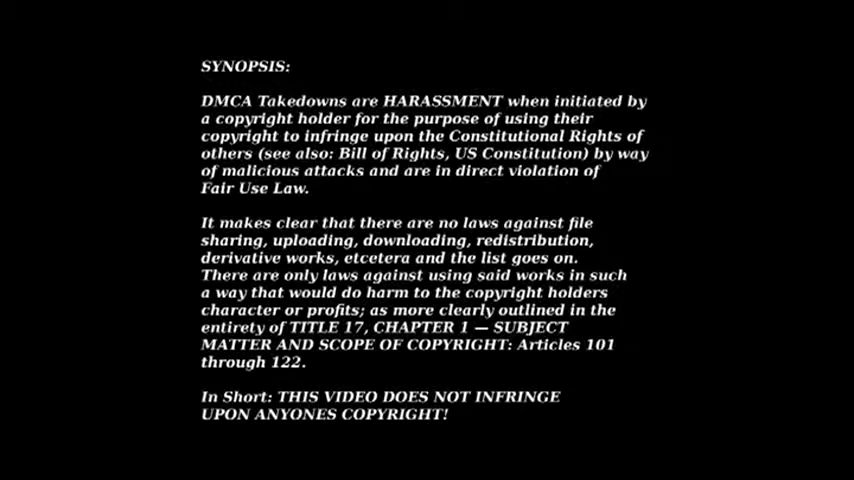 SYNOPSIS:
DMCA Takedowns are HARASSMENT when initiated by
a copyright holder for the purpose of using their
copyright to infringe upon the Constitutional Rights of
others (see also: Bill of Rights, US Constitution) by way
of malicious attacks and are in direct violation of
Fair Use Law.
It makes clear that there are no laws against file
sharing, uploading, downloading, redistribution,
derivative works, etcetera and the list goes on.
There are only laws against using said works in such
a way that would do harm to the copyright holders
character or profits; as more clearly outlined in the
entirety of TITLE 17, CHAPTER 1 — SUBJECT
MATTER AND SCOPE OF COPYRIGHT: Articles 101
through 122.
In Short: THIS VIDEO DOES NOT INFRINGE
UPON ANYONES COPYRIGHT!